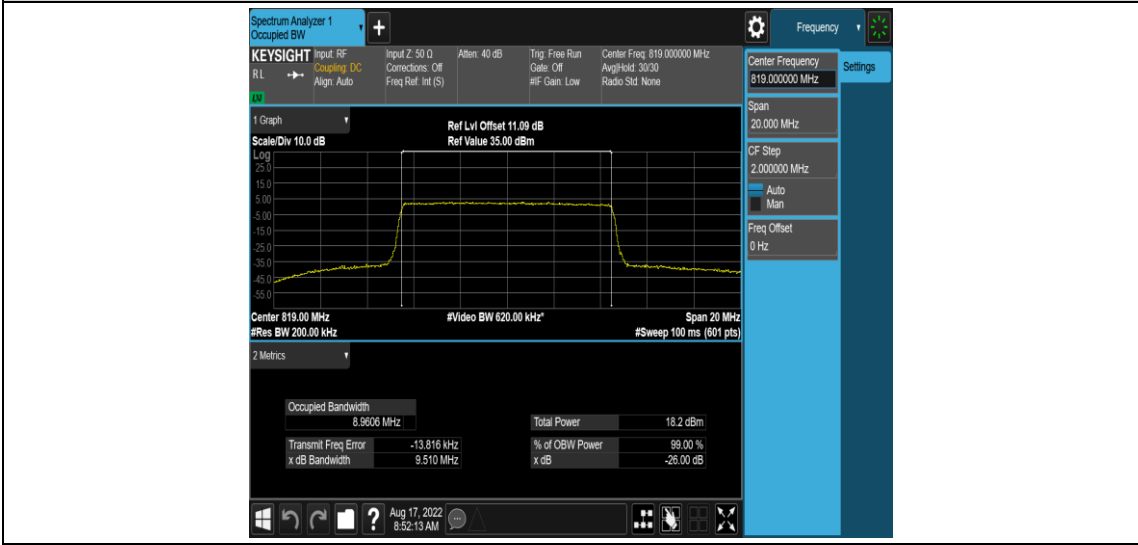 Spectrum Analyzer 1
Occupied BW
+
Frequency
KEYSIGHT
RL
LM
Input: RF
Coupling: DC
Align: Auto
Input Z: 50 Ω
Corrections: Off
Freq Ref: Int (S)
Atten: 40 dB
Trig: Free Run
Gate: Off
#IF Gain: Low
Center Freq: 819.000000 MHz
Avg|Hold: 30/30
Radio Std: None
Center Frequency
819.000000 MHz
Settings
Span
20.000 MHz
CF Step
2.000000 MHz
Auto
Man
Freq Offset
0 Hz
1 Graph
Scale/Div 10.0 dB
Ref Lvl Offset 11.09 dB
Ref Value 35.00 dBm
Log
25.0
15.0
5.00
-5.00
-15.0
-25.0
-35.0
-45.0
-55.0
Center 819.00 MHz
#Video BW 620.00 kHz*
Span 20 MHz
#Res BW 200.00 kHz
#Sweep 100 ms (601 pts)
2 Metrics
Occupied Bandwidth
8.9606 MHz
Total Power 18.2 dBm
Transmit Freq Error -13.816 kHz
% of OBW Power 99.00 %
x dB Bandwidth 9.510 MHz
x dB -26.00 dB
?
Aug 17, 2022
8:52:13 AM